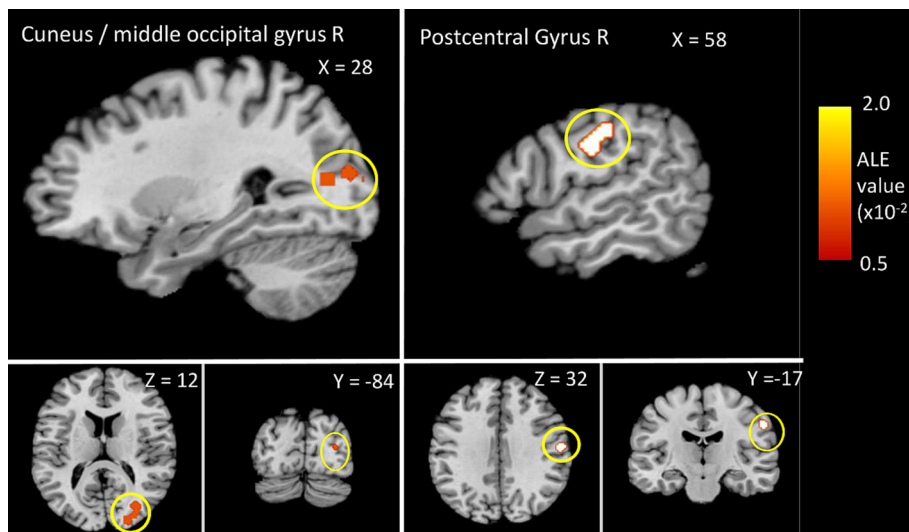 Cuneus / middle occipital gyrus R
X = 28
Postcentral Gyrus R
X = 58
2.0
ALE
value
(x10-2
0.5
Z = 12
Y = -84
Z = 32
Y =-17